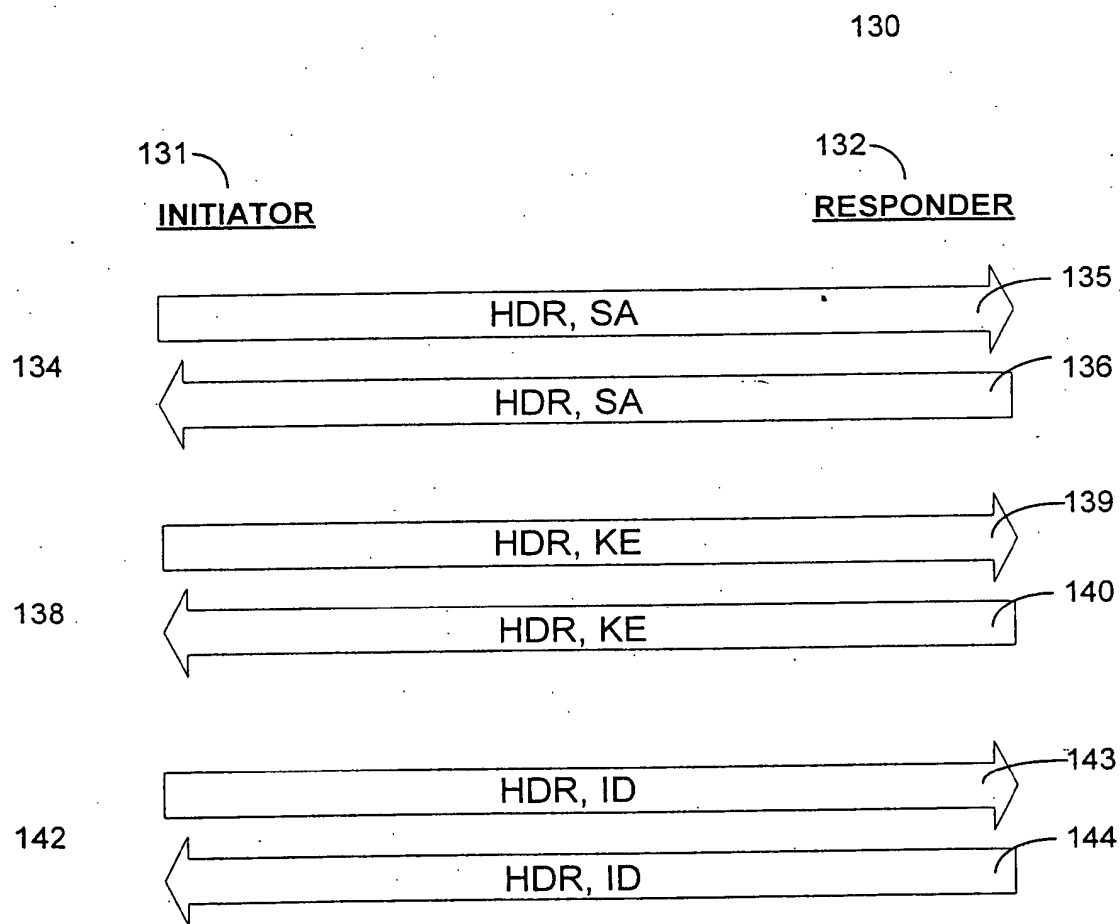 130
131
132
INITIATOR
RESPONDER
HDR, SA
135
134
HDR, SA
136
HDR, KE
139
138
HDR, KE
140
HDR, ID
143
142
HDR, ID
144